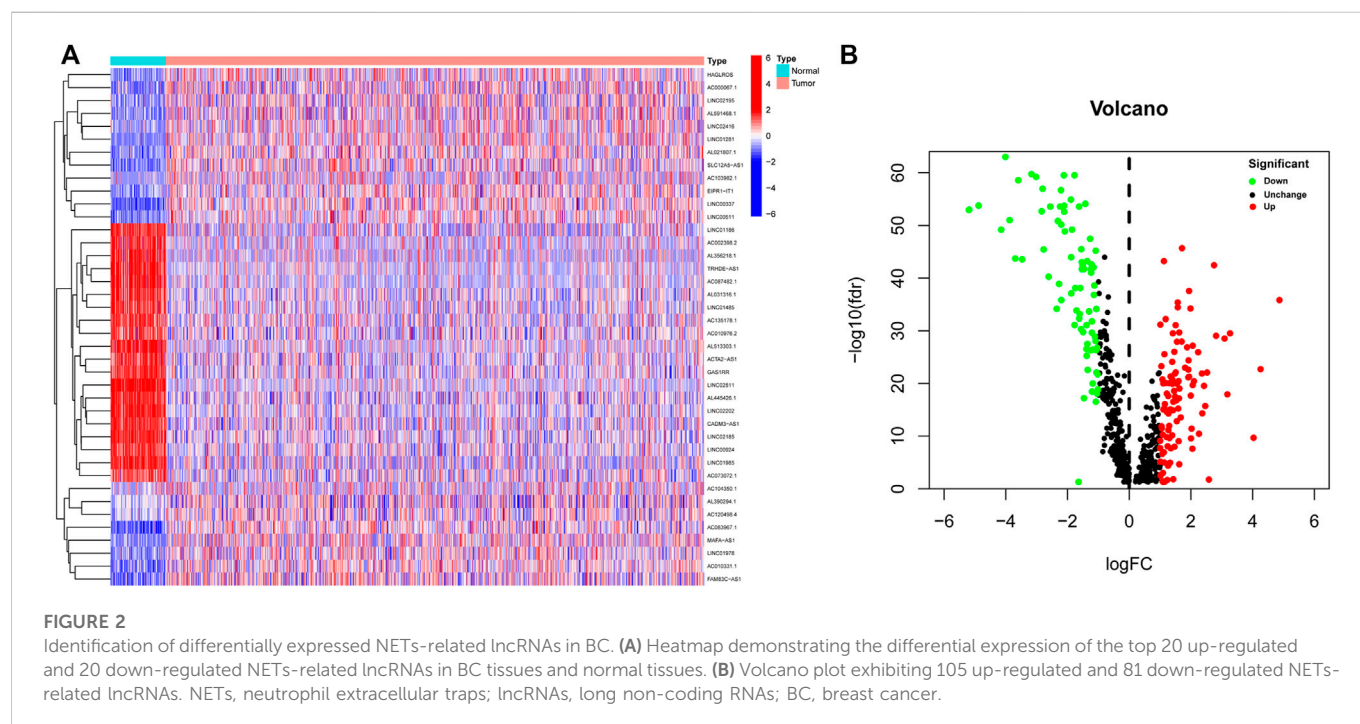 A
B
Type
HAGLROS
AC000067.1
LINC02195
AL591468.1
LINC02416
LINC01281
AL021807.1
SLC12A5-AS1
AC103982.1
EIPR1-IT1
LINC00337
LINC00511
LINC01186
AC002398.2
AL356218.1
TRHDE-AS1
AC087482.1
AL031316.1
LINC01485
AC135178.1
AC010976.2
AL513303.1
ACTA2-AS1
GAS1RR
LINC02511
AL445426.1
LINC02202
CADM3-AS1
LINC02185
LINC00924
LINC01985
AC073072.1
AC104350.1
AL390294.1
AC120498.4
AC083967.1
MAFA-AS1
LINC01978
AC010331.1
FAM83C-AS1
6
4
2
0
−2
−4
−6
Type
Normal
Tumor
Volcano
Significant
Down
Unchange
Up
−log10(fdr)
60
50
40
30
20
10
0
−6 −4 −2 0 2 4 6
logFC
FIGURE 2
Identification of differentially expressed NETs-related lncRNAs in BC. (A) Heatmap demonstrating the differential expression of the top 20 up-regulated
and 20 down-regulated NETs-related lncRNAs in BC tissues and normal tissues. (B) Volcano plot exhibiting 105 up-regulated and 81 down-regulated NETs-
related lncRNAs. NETs, neutrophil extracellular traps; lncRNAs, long non-coding RNAs; BC, breast cancer.